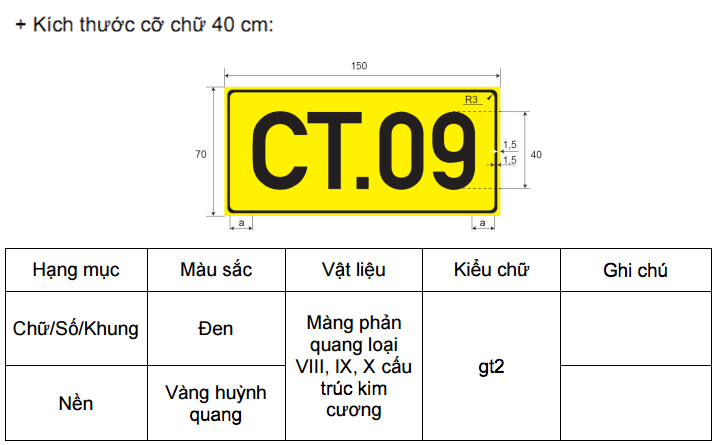 + Kích thước cỡ chữ 40 cm:
150
R3
CT.09
70
1,5
1,5
40
a
a
Hạng mục Màu sắc Vật liệu Kiểu chữ Ghi chú
Chữ/Số/Khung Đen Màng phản
quang loại
VIII, IX, X cấu
trúc kim
cương gt2
Nền Vàng huỳnh
quang